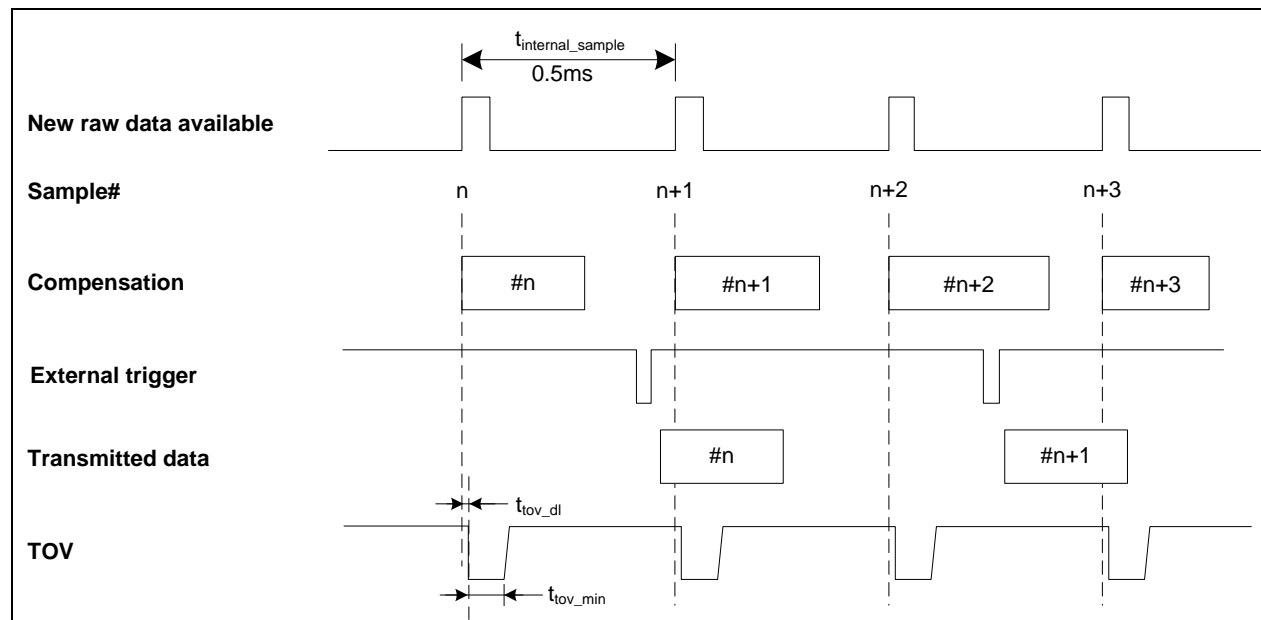 t_internal_sample
0.5ms
New raw data available
Sample#
n
n+1
n+2
n+3
Compensation
#n
#n+1
#n+2
#n+3
External trigger
Transmitted data
#n
#n+1
t_tov_dl
TOV
t_tov_min